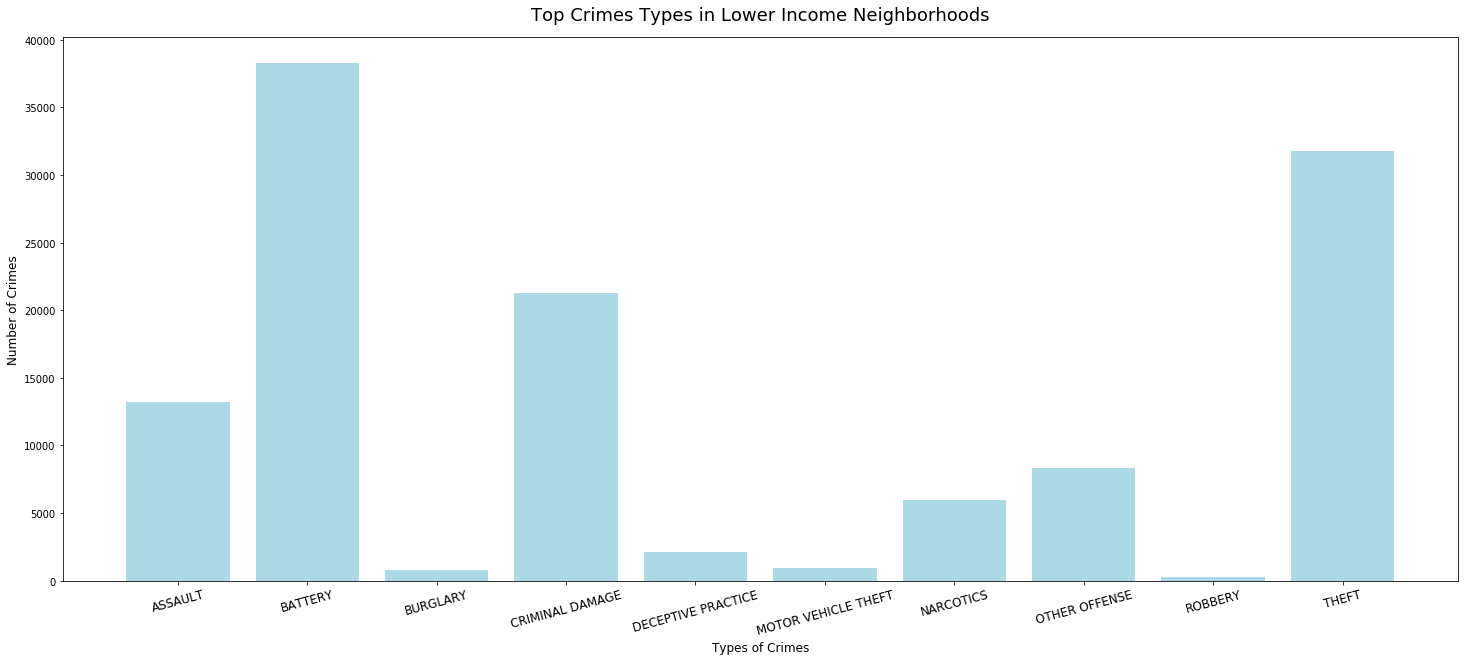 Top Crimes Types in Lower Income Neighborhoods
40000
35000
30000
25000
20000
15000
10000
5000
0
Number of Crimes
ASSAULT
BATTERY
BURGLARY
CRIMINAL DAMAGE
DECEPTIVE PRACTICE
MOTOR VEHICLE THEFT
NARCOTICS
OTHER OFFENSE
ROBBERY
THEFT
Types of Crimes